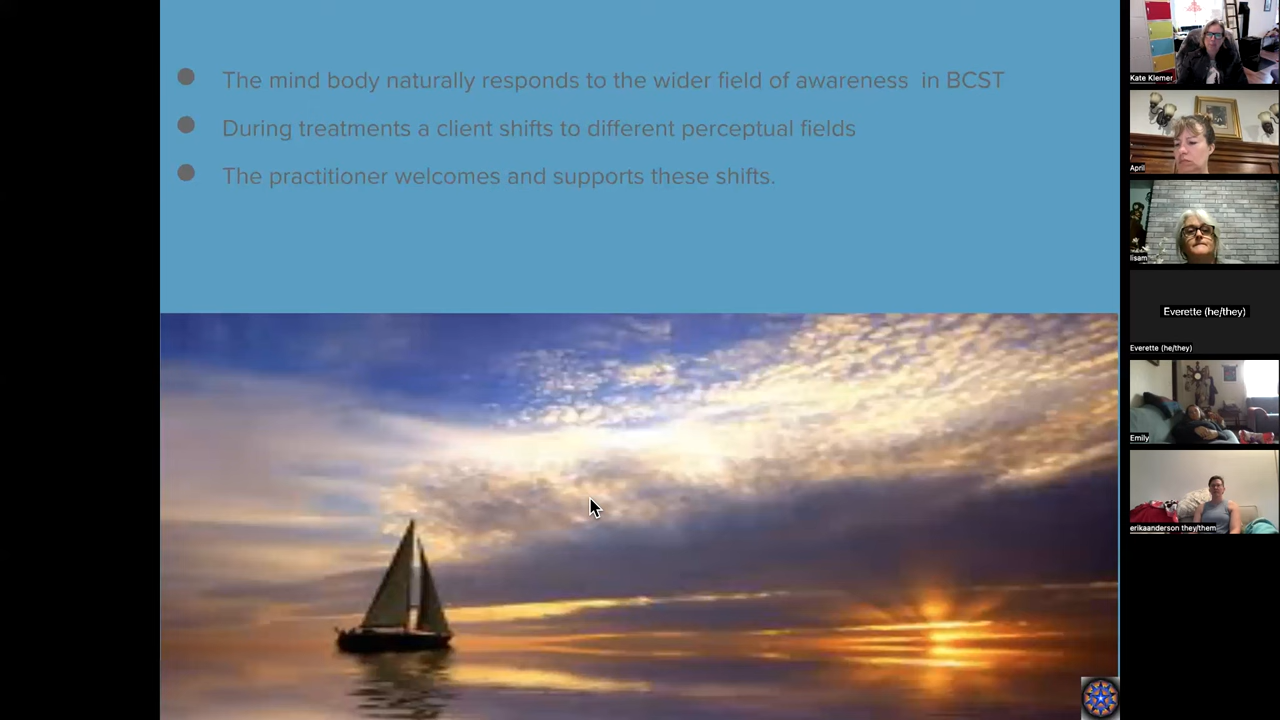 The mind body naturally responds to the wider field of awareness  in BCST
During treatments a client shifts to different perceptual fields
The practitioner welcomes and supports these shifts.
Kate Klemer
April
lisam
Everette (he/they)
Everette (he/they)
Emily
erikaanderson they/them